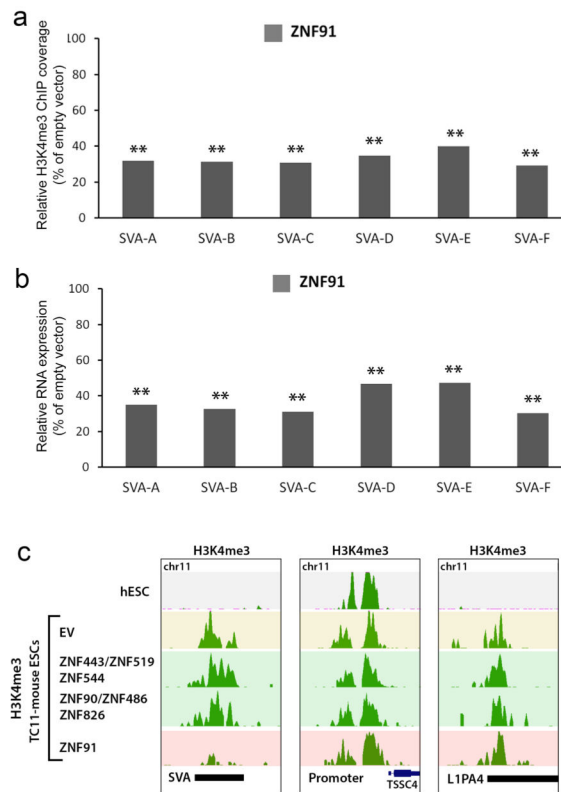 a
ZNF91
Relative H3K4me3 ChIP coverage
(% of empty vector)
100
80
60
40
20
0
** ** ** ** ** **
SVA-A SVA-B SVA-C SVA-D SVA-E SVA-F
b
ZNF91
Relative RNA expression
(% of empty vector)
100
80
60
40
20
0
** ** ** ** ** **
SVA-A SVA-B SVA-C SVA-D SVA-E SVA-F
c
H3K4me3 H3K4me3 H3K4me3
chr11 chr11 chr11
hESC
H3K4me3
TC11-mouse ESCs
EV
ZNF443/ZNF519
ZNF544
ZNF90/ZNF486
ZNF826
ZNF91
SVA Promoter TSSC4 L1PA4